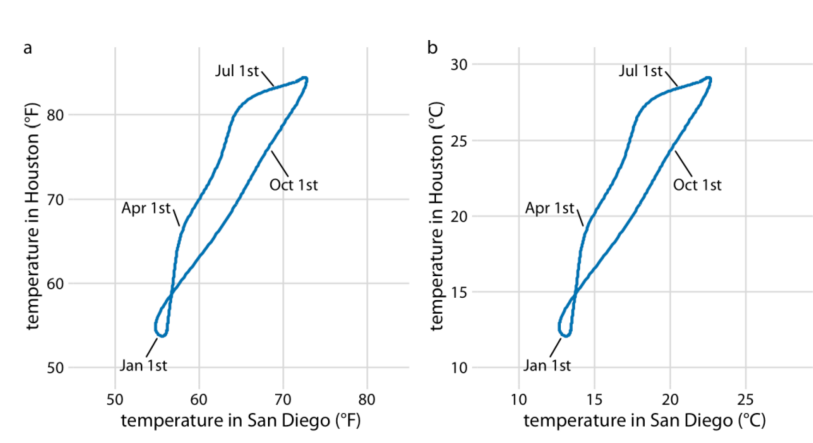 a
Jul 1st
80
Oct 1st
70
Apr 1st
60
Jan 1st
50
temperature in Houston (°F)
50 60 70 80
temperature in San Diego (°F)
b
30
Jul 1st
25
Oct 1st
Apr 1st
20
15
Jan 1st
10
temperature in Houston (°C)
10 15 20 25
temperature in San Diego (°C)